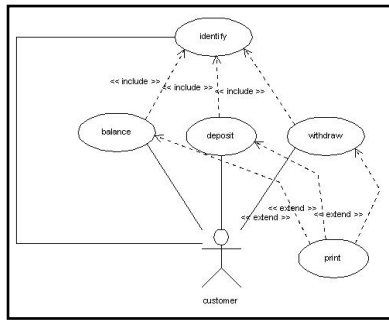 identify
<< include >>
<< include >>
<< include >>
balance
deposit
withdraw
<< extend >>
<< extend >>
<< extend >>
print
customer